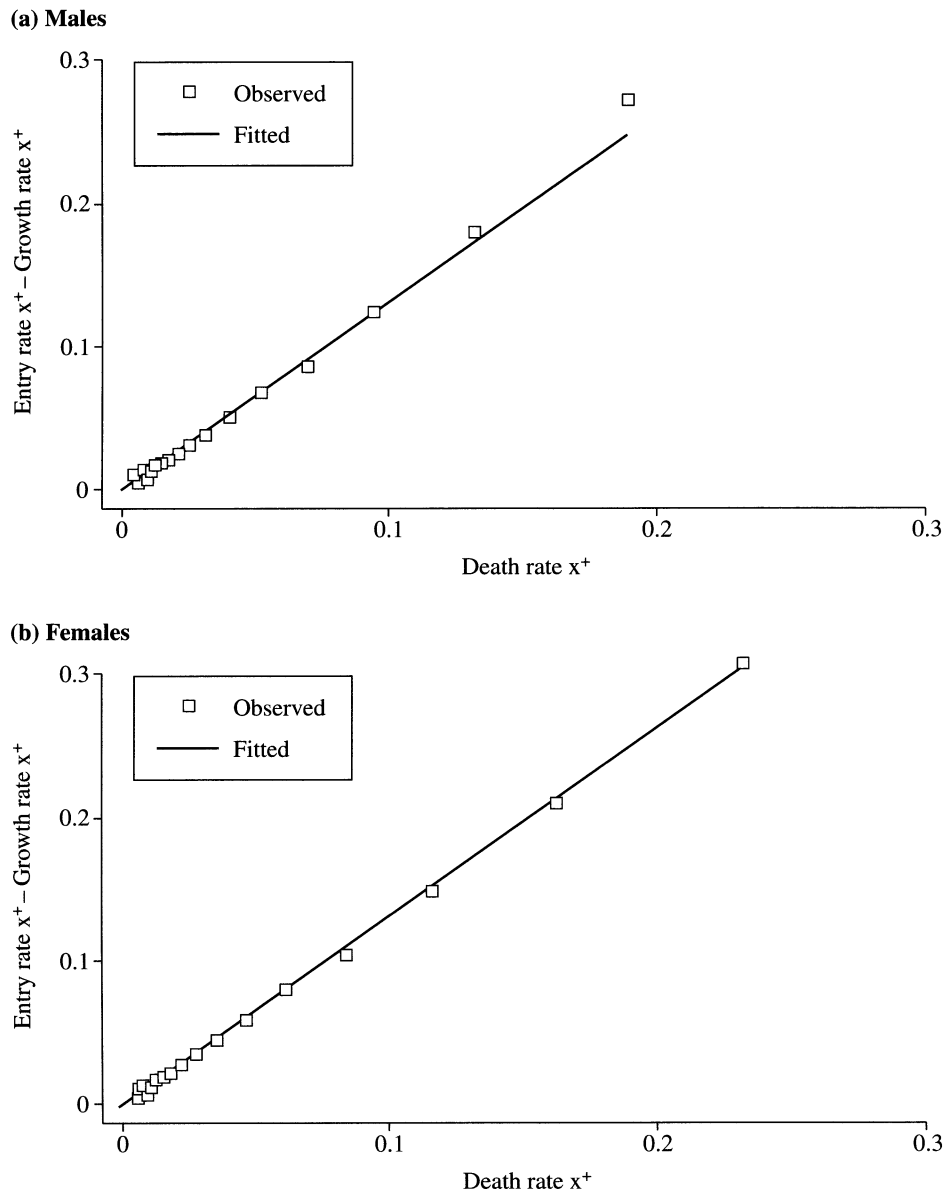 (a) Males
0.3
0.2
0.1
0
Entry rate x⁺ – Growth rate x⁺
Observed
Fitted
0
0.1
0.2
0.3
Death rate x⁺
(b) Females
0.3
0.2
0.1
0
Entry rate x⁺ – Growth rate x⁺
Observed
Fitted
0
0.1
0.2
0.3
Death rate x⁺